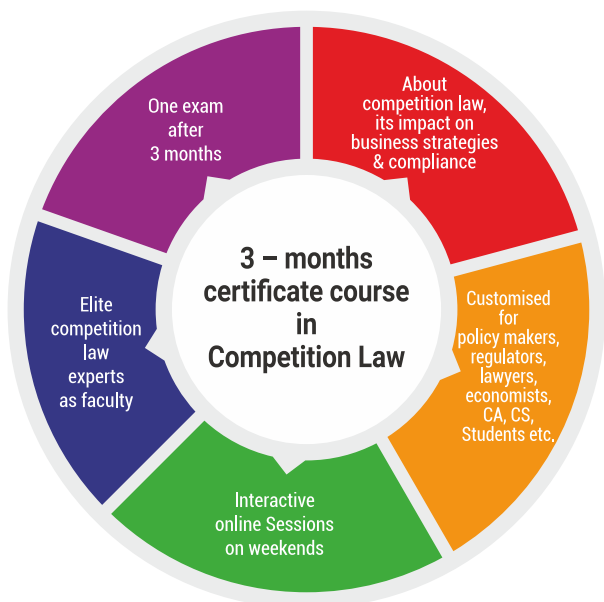 3 – months
certificate course
in
Competition Law
About
competition law,
its impact on
business strategies
& compliance
Customised
for
policy makers,
regulators,
lawyers,
economists,
CA, CS,
Students etc.
Interactive
online Sessions
on weekends
Elite
competition
law
experts
as faculty
One exam
after
3 months